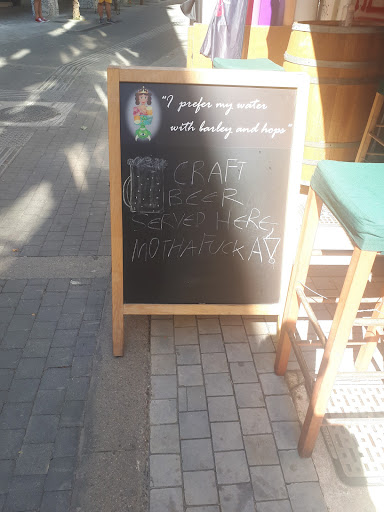 "I prefer my water
with barley and hops"
CRAFT
BEER
SERVED HERE,
MOTHAFUCKA!